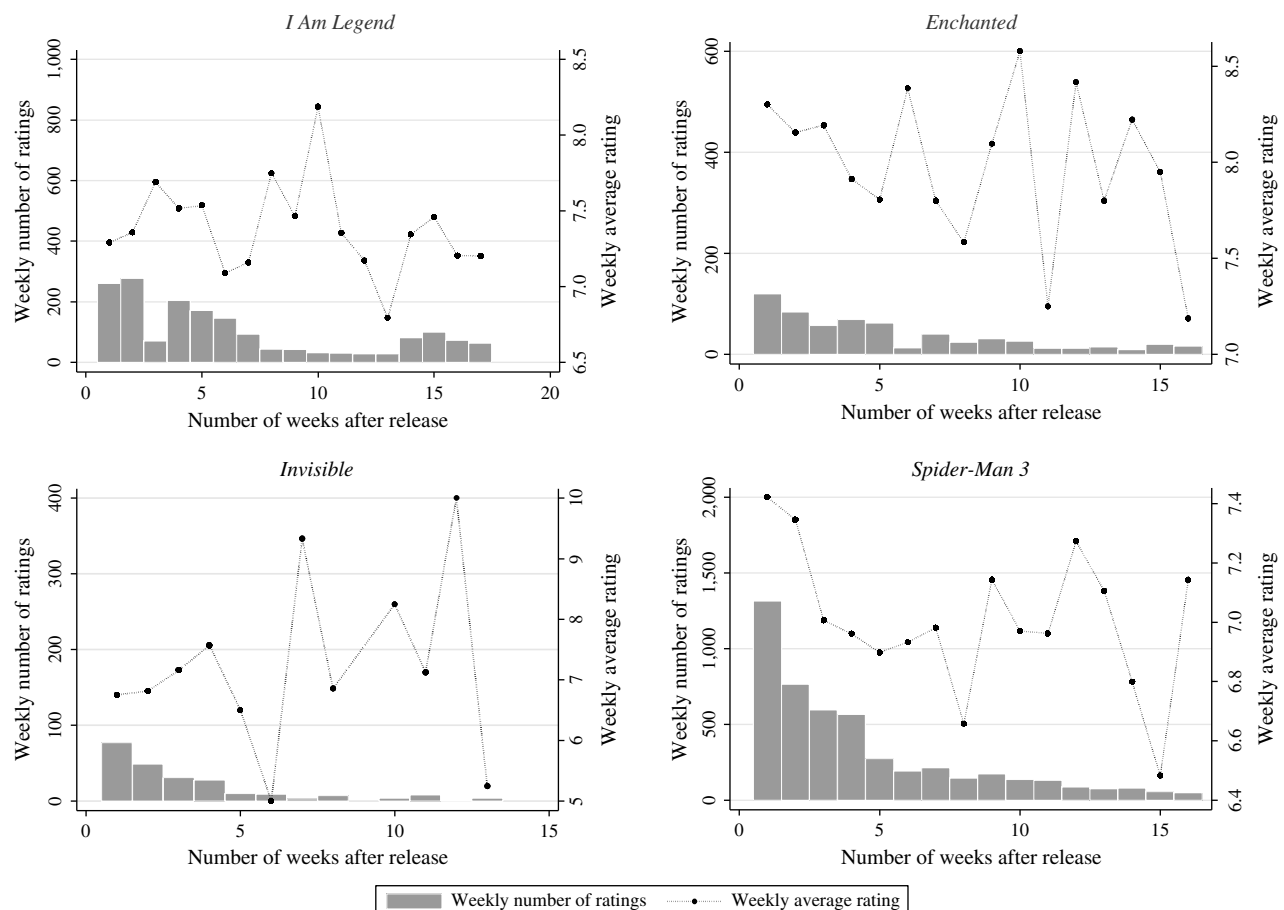 I Am Legend
Weekly number of ratings
1,000
800
600
400
200
0
8.5
8.0
7.5
7.0
6.5
Weekly average rating
0 5 10 15 20
Number of weeks after release
Enchanted
Weekly number of ratings
600
400
200
0
8.5
8.0
7.5
7.0
Weekly average rating
0 5 10 15
Number of weeks after release
Invisible
Weekly number of ratings
400
300
200
100
0
10
9
8
7
6
5
Weekly average rating
0 5 10 15
Number of weeks after release
Spider-Man 3
Weekly number of ratings
2,000
1,500
1,000
500
0
7.4
7.2
7.0
6.8
6.6
6.4
Weekly average rating
0 5 10 15
Number of weeks after release
Weekly number of ratings Weekly average rating